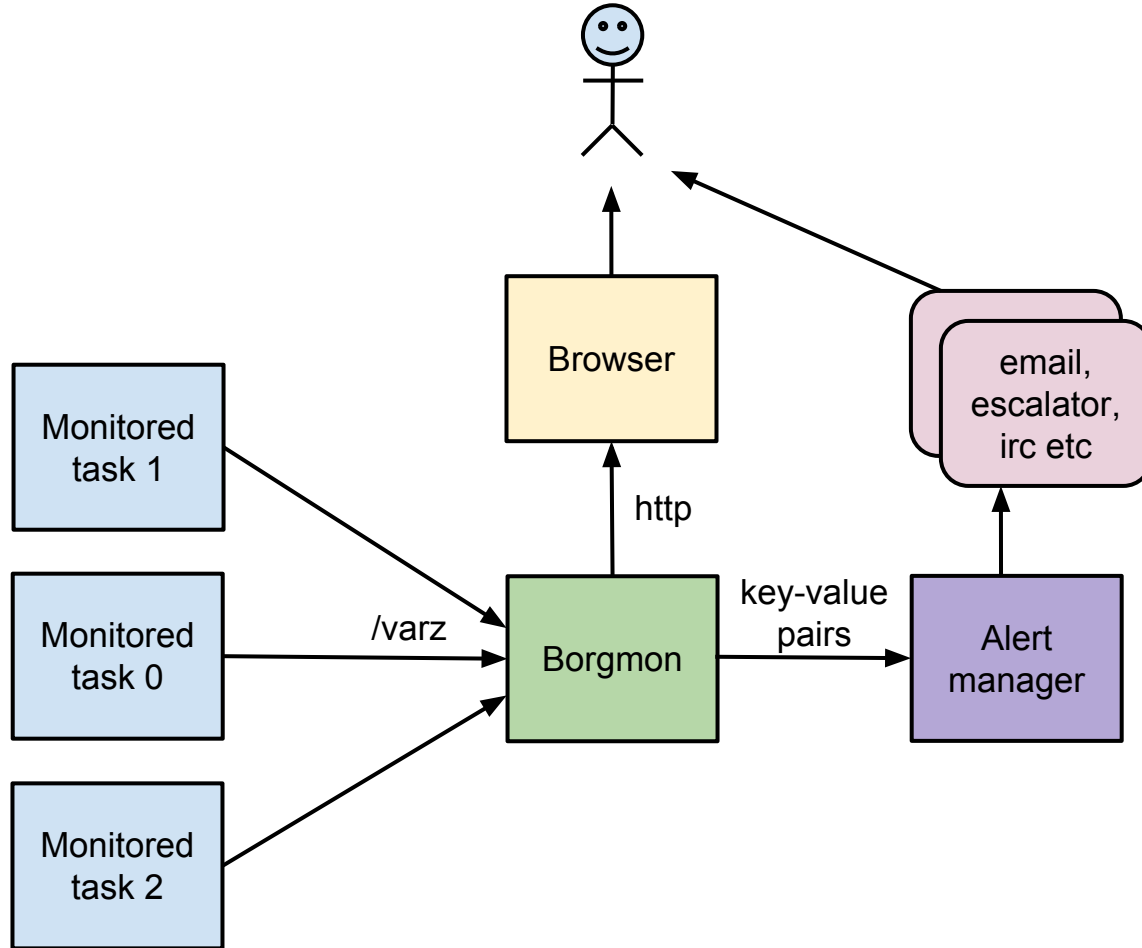 Browser
email,
escalator,
irc etc
Monitored
task 1
http
Monitored
task 0
/varz
Borgmon
key-value
pairs
Alert
manager
Monitored
task 2